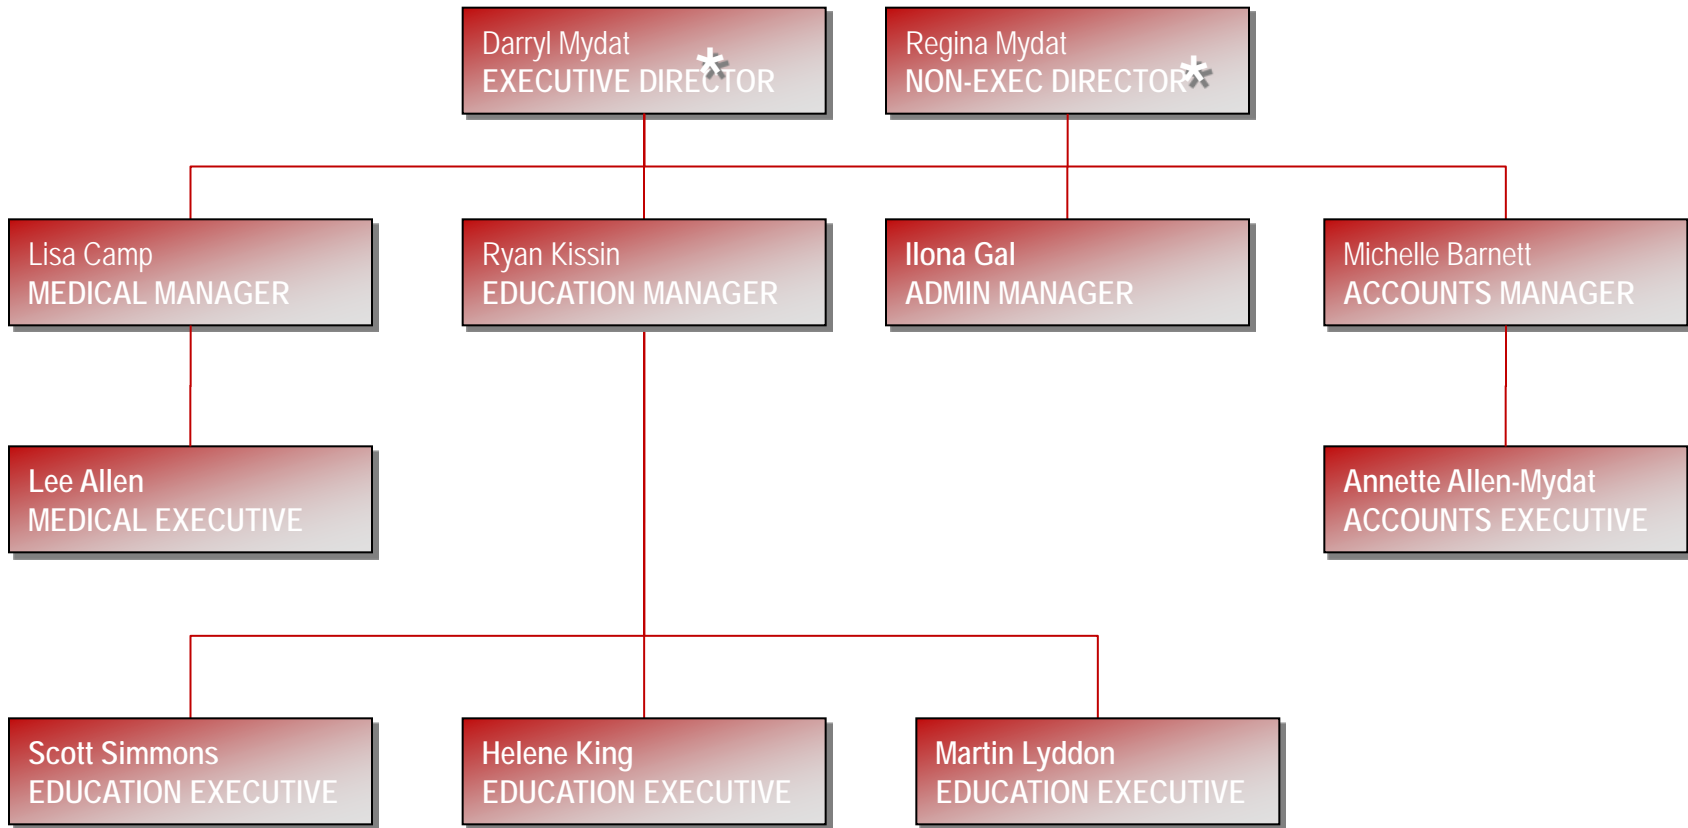 Darryl Mydat
EXECUTIVE DIRECTOR *
Regina Mydat
NON-EXEC DIRECTOR *
Lisa Camp
MEDICAL MANAGER
Ryan Kissin
EDUCATION MANAGER
Ilona Gal
ADMIN MANAGER
Michelle Barnett
ACCOUNTS MANAGER
Lee Allen
MEDICAL EXECUTIVE
Annette Allen-Mydat
ACCOUNTS EXECUTIVE
Scott Simmons
EDUCATION EXECUTIVE
Helene King
EDUCATION EXECUTIVE
Martin Lyddon
EDUCATION EXECUTIVE